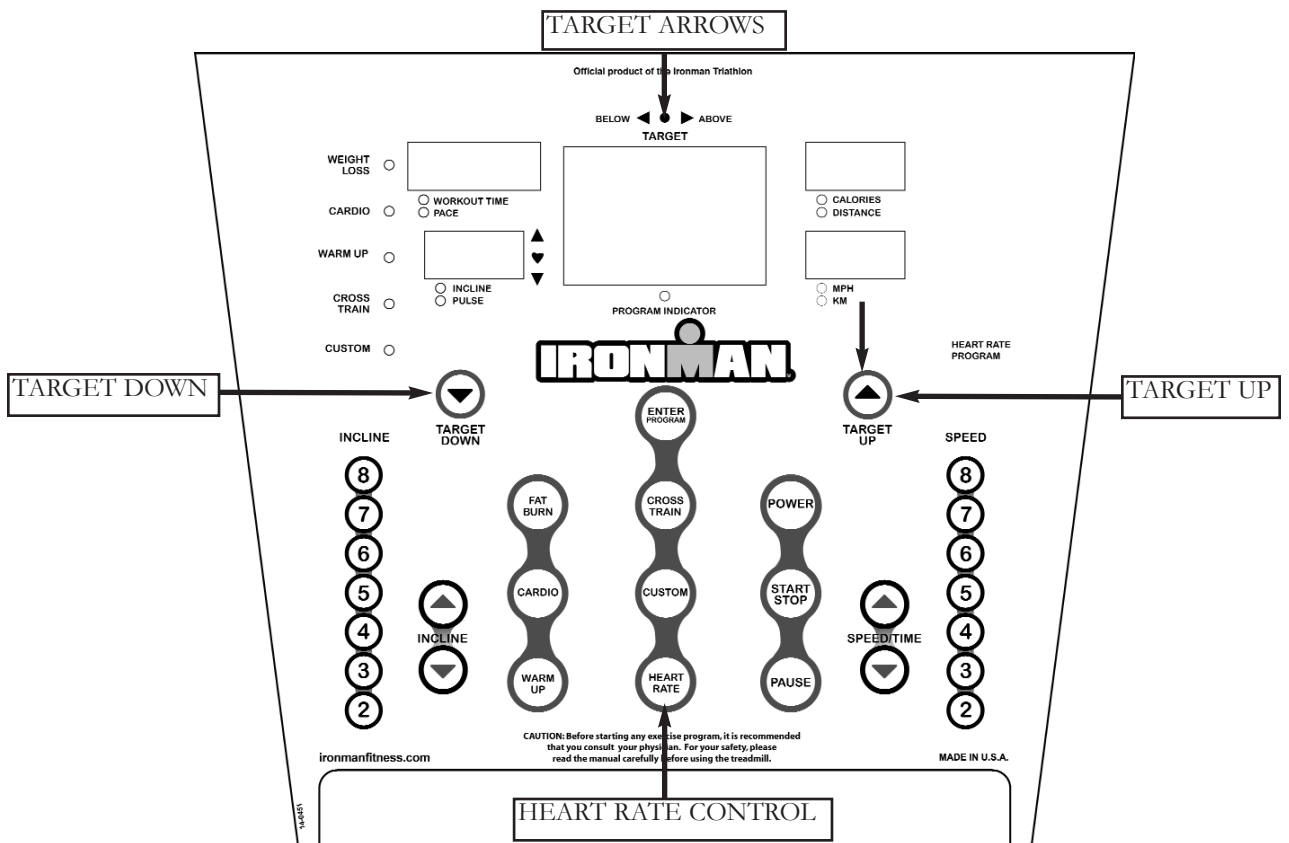 TARGET ARROWS
Official product of the Ironman Triathlon
BELOW
ABOVE
TARGET
WEIGHT
LOSS
CARDIO
WARM UP
CROSS
TRAIN
CUSTOM
WORKOUT TIME
PACE
INCLINE
PULSE
PROGRAM INDICATOR
CALORIES
DISTANCE
MPH
KM
HEART RATE
PROGRAM
IRONMAN
TARGET DOWN
TARGET
DOWN
TARGET
UP
TARGET UP
INCLINE
8
7
6
5
4
3
2
INCLINE
FAT
BURN
CARDIO
WARM
UP
ENTER
PROGRAM
CROSS
TRAIN
CUSTOM
HEART
RATE
POWER
START
STOP
PAUSE
SPEED/TIME
SPEED
8
7
6
5
4
3
2
CAUTION: Before starting any exercise program, it is recommended
that you consult your physician. For your safety, please
read the manual carefully before using the treadmill.
ironmanfitness.com
MADE IN U.S.A.
14-0451
HEART RATE CONTROL